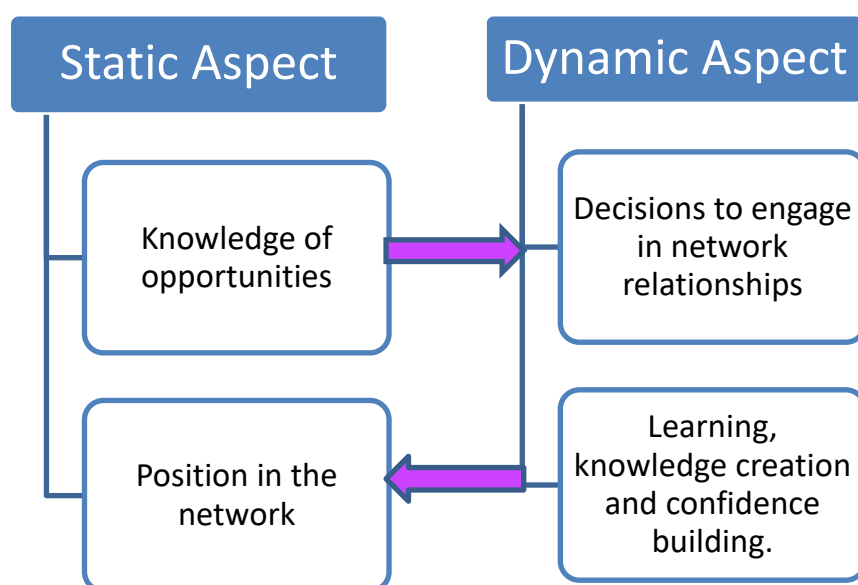 Static Aspect
Dynamic Aspect
Knowledge of
opportunities
Decisions to engage
in network
relationships
Position in the
network
Learning,
knowledge creation
and confidence
building.